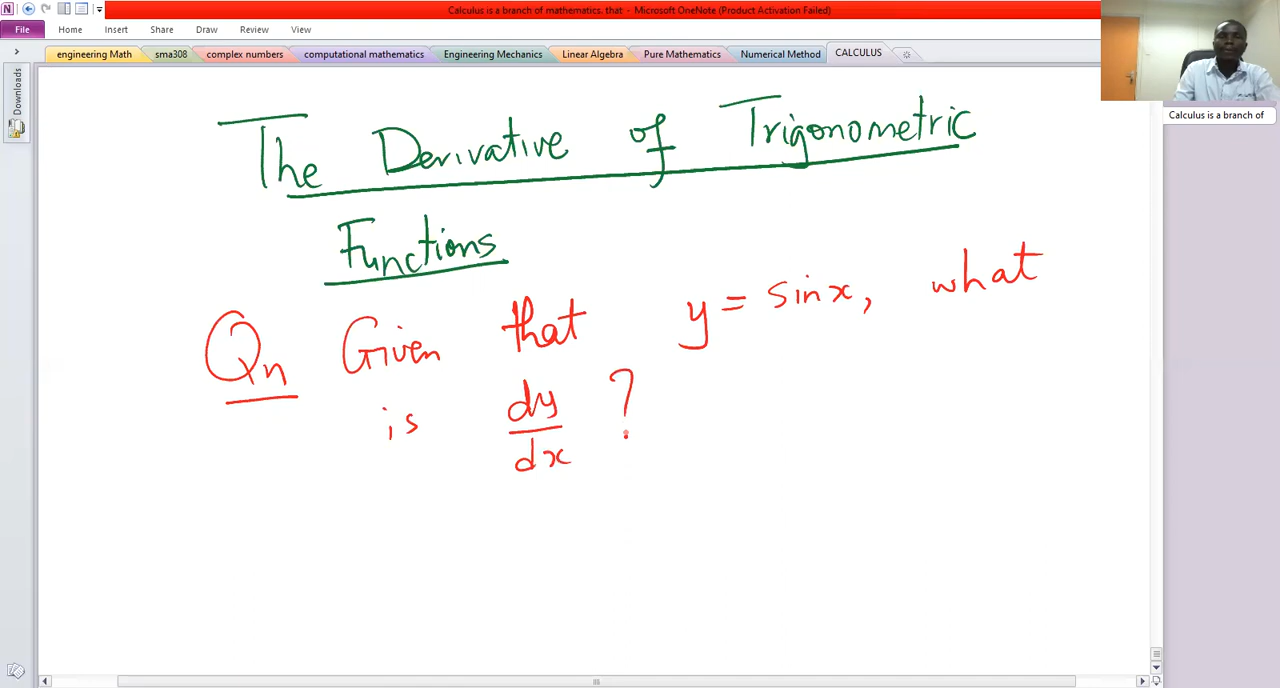 Calculus is a branch of mathematics. that - Microsoft OneNote (Product Activation Failed)
File Home Insert Share Draw Review View
engineering Math sma308 complex numbers computational mathematics Engineering Mechanics Linear Algebra Pure Mathematics Numerical Method CALCULUS
Downloads
Calculus is a branch of
The Derivative of Trigonometric
Functions
Qn Given that y = sinx, what
is dy/dx ?